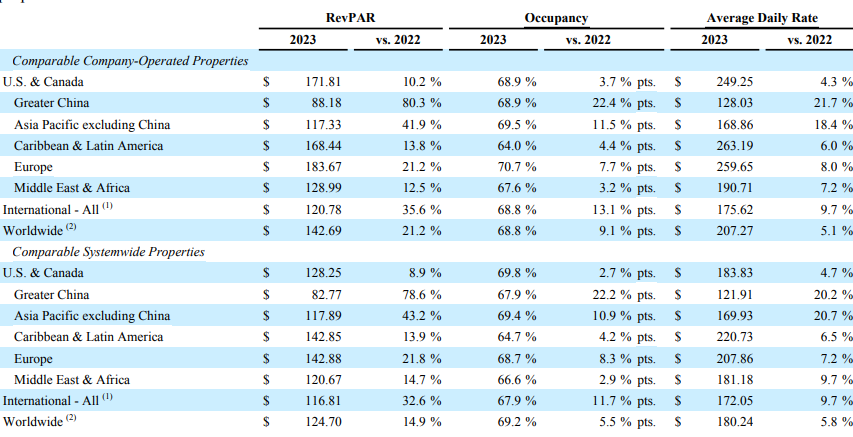 RevPAR Occupancy Average Daily Rate
2023 vs. 2022 2023 vs. 2022 2023 vs. 2022
Comparable Company-Operated Properties
U.S. & Canada $ 171.81 10.2 % 68.9 % 3.7 % pts. $ 249.25 4.3 %
Greater China $ 88.18 80.3 % 68.9 % 22.4 % pts. $ 128.03 21.7 %
Asia Pacific excluding China $ 117.33 41.9 % 69.5 % 11.5 % pts. $ 168.86 18.4 %
Caribbean & Latin America $ 168.44 13.8 % 64.0 % 4.4 % pts. $ 263.19 6.0 %
Europe $ 183.67 21.2 % 70.7 % 7.7 % pts. $ 259.65 8.0 %
Middle East & Africa $ 128.99 12.5 % 67.6 % 3.2 % pts. $ 190.71 7.2 %
International - All (1) $ 120.78 35.6 % 68.8 % 13.1 % pts. $ 175.62 9.7 %
Worldwide (2) $ 142.69 21.2 % 68.8 % 9.1 % pts. $ 207.27 5.1 %
Comparable Systemwide Properties
U.S. & Canada $ 128.25 8.9 % 69.8 % 2.7 % pts. $ 183.83 4.7 %
Greater China $ 82.77 78.6 % 67.9 % 22.2 % pts. $ 121.91 20.2 %
Asia Pacific excluding China $ 117.89 43.2 % 69.4 % 10.9 % pts. $ 169.93 20.7 %
Caribbean & Latin America $ 142.85 13.9 % 64.7 % 4.2 % pts. $ 220.73 6.5 %
Europe $ 142.88 21.8 % 68.7 % 8.3 % pts. $ 207.86 7.2 %
Middle East & Africa $ 120.67 14.7 % 66.6 % 2.9 % pts. $ 181.18 9.7 %
International - All (1) $ 116.81 32.6 % 67.9 % 11.7 % pts. $ 172.05 9.7 %
Worldwide (2) $ 124.70 14.9 % 69.2 % 5.5 % pts. $ 180.24 5.8 %